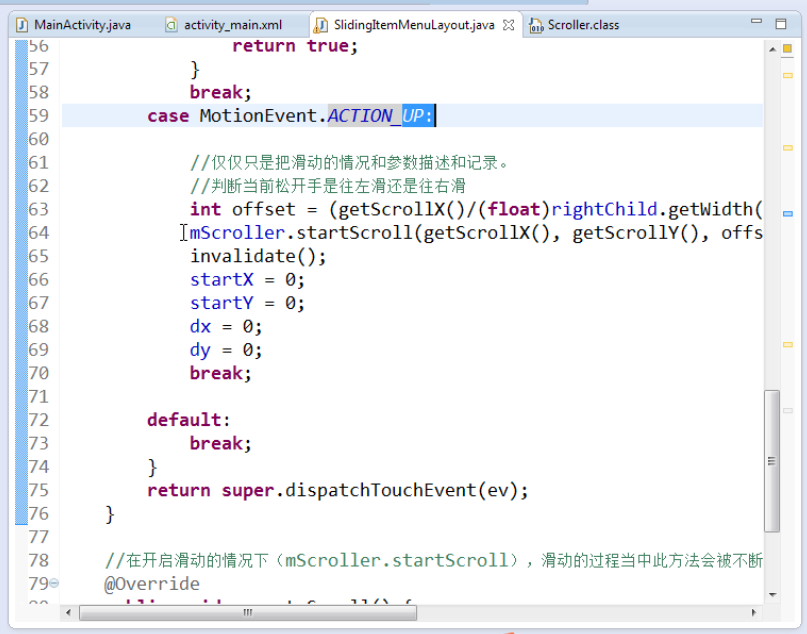 MainActivity.java activity_main.xml SlidingItemMenuLayout.java Scroller.class
56 return true;
57 }
58 break;
59 case MotionEvent.ACTION_UP:
60
61 //仅仅只是把滑动的情况和参数描述和记录。
62 //判断当前松开手是往左滑还是往右滑
63 int offset = (getScrollX()/(float)rightChild.getWidth(
64 mScroller.startScroll(getScrollX(), getScrollY(), offs
65 invalidate();
66 startX = 0;
67 startY = 0;
68 dx = 0;
69 dy = 0;
70 break;
71
72 default:
73 break;
74 }
75 return super.dispatchTouchEvent(ev);
76 }
77
78 //在开启滑动的情况下（mScroller.startScroll），滑动的过程当中此方法会被不断
79 @Override